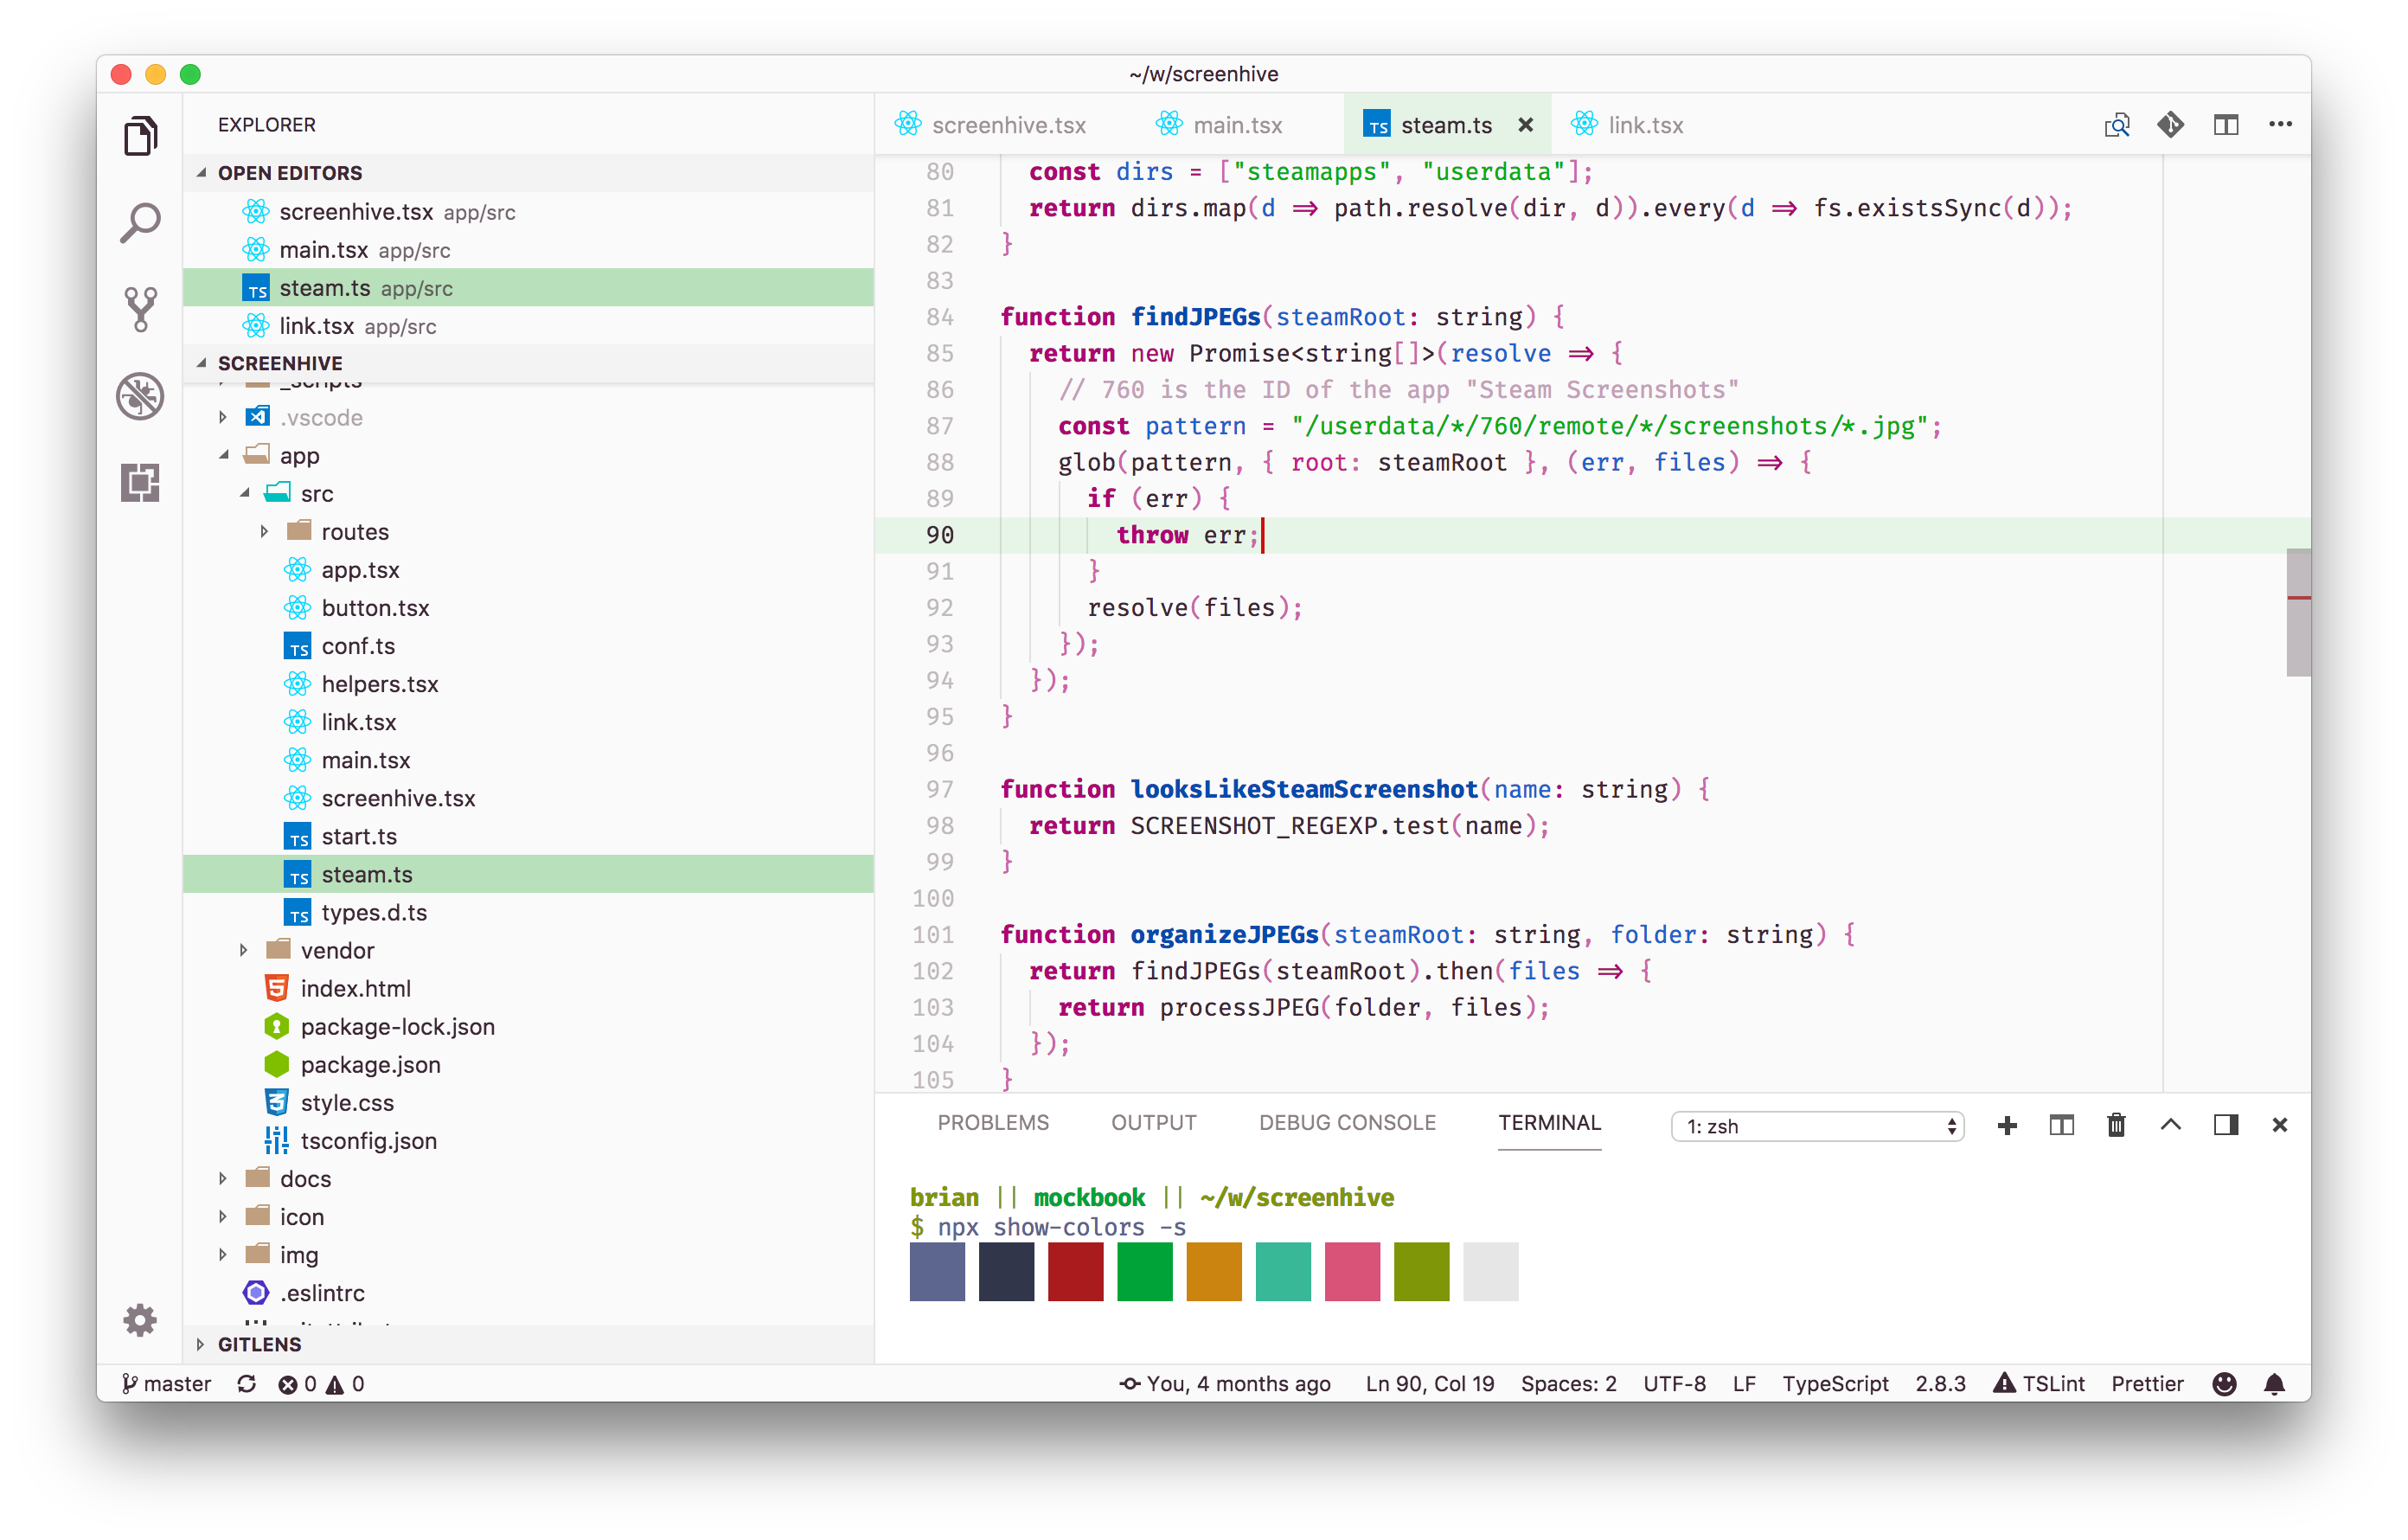 ~/w/screenhive
EXPLORER
OPEN EDITORS
screenhive.tsx app/src
main.tsx app/src
TS steam.ts app/src
link.tsx app/src
SCREENHIVE
_scripts
.vscode
app
src
routes
app.tsx
button.tsx
TS conf.ts
helpers.tsx
link.tsx
main.tsx
screenhive.tsx
TS start.ts
TS steam.ts
TS types.d.ts
vendor
index.html
package-lock.json
package.json
style.css
tsconfig.json
docs
icon
img
.eslintrc
GITLENS
screenhive.tsx main.tsx TS steam.ts link.tsx
80 const dirs = ["steamapps", "userdata"];
81 return dirs.map(d ⇒ path.resolve(dir, d)).every(d ⇒ fs.existsSync(d));
82 }
83
84 function findJPEGs(steamRoot: string) {
85 return new Promise<string[]>(resolve ⇒ {
86 // 760 is the ID of the app "Steam Screenshots"
87 const pattern = "/userdata/*/760/remote/*/screenshots/*.jpg";
88 glob(pattern, { root: steamRoot }, (err, files) ⇒ {
89 if (err) {
90 throw err;
91 }
92 resolve(files);
93 });
94 });
95 }
96
97 function looksLikeSteamScreenshot(name: string) {
98 return SCREENSHOT_REGEXP.test(name);
99 }
100
101 function organizeJPEGs(steamRoot: string, folder: string) {
102 return findJPEGs(steamRoot).then(files ⇒ {
103 return processJPEG(folder, files);
104 });
105 }
PROBLEMS OUTPUT DEBUG CONSOLE TERMINAL 1: zsh
brian || mockbook || ~/w/screenhive
$ npx show-colors -s
master 0 0 You, 4 months ago Ln 90, Col 19 Spaces: 2 UTF-8 LF TypeScript 2.8.3 TSLint Prettier